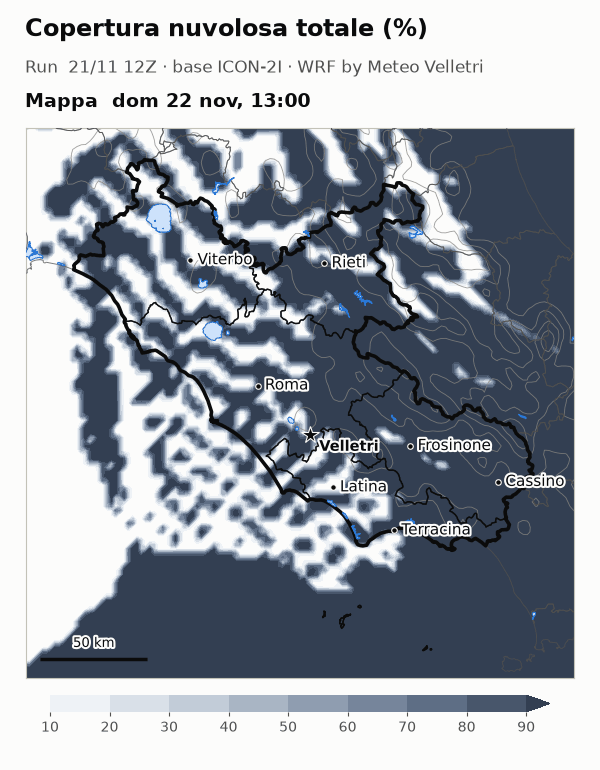 Copertura nuvolosa totale (%)
Run  21/11 12Z · base ICON-2I · WRF by Meteo Velletri
Mappa  dom 22 nov, 13:00
Viterbo
Rieti
Roma
Velletri
Frosinone
Cassino
Latina
Terracina
50 km
10 20 30 40 50 60 70 80 90